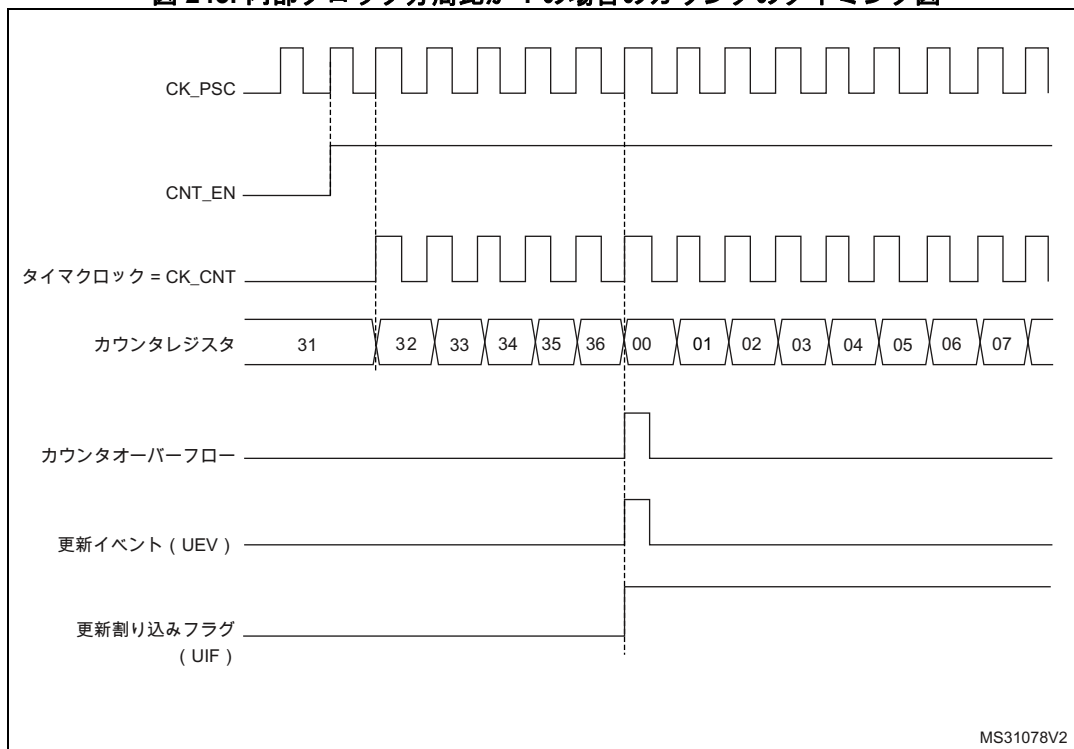 CK_PSC
CNT_EN
タイマクロック = CK_CNT
カウンタレジスタ
31 32 33 34 35 36 00 01 02 03 04 05 06 07
カウンタオーバーフロー
更新イベント ( UEV )
更新割り込みフラグ
( UIF )
MS31078V2